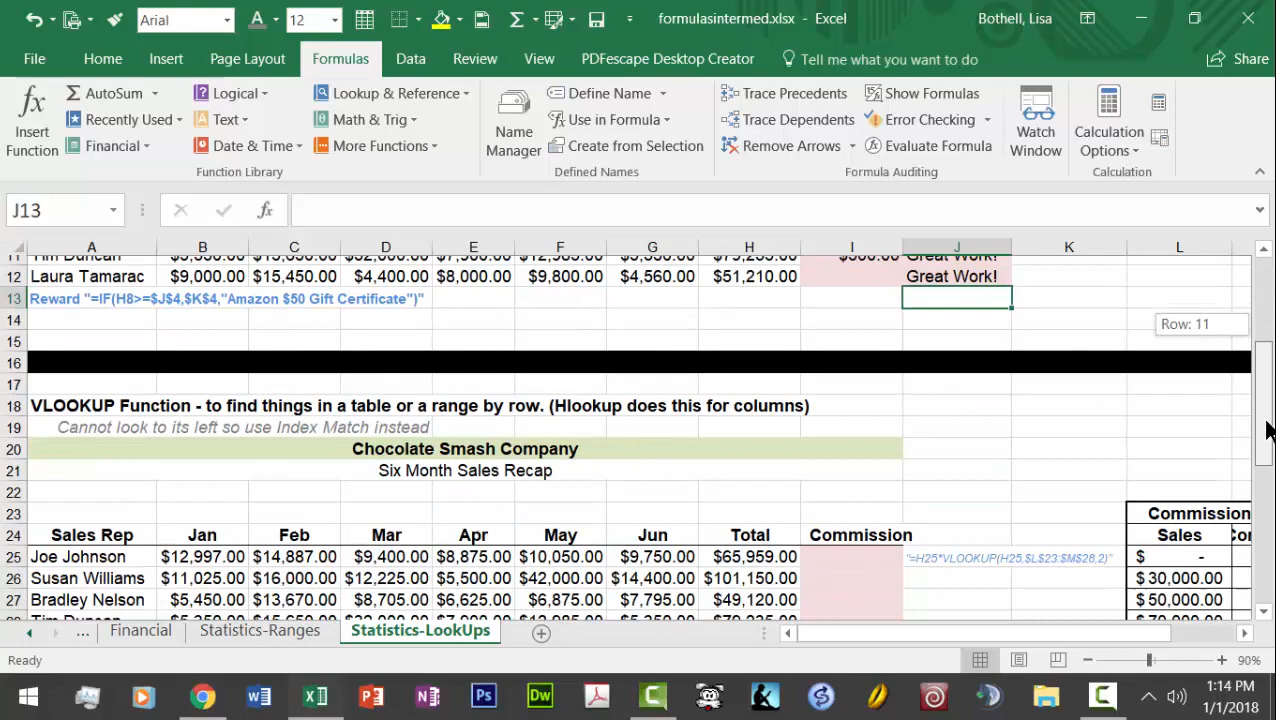 Arial
12
formulasintermed.xlsx - Excel
Bothell, Lisa
File Home Insert Page Layout Formulas Data Review View PDFescape Desktop Creator Tell me what you want to do Share
AutoSum Logical Lookup & Reference Define Name Trace Precedents Show Formulas
Recently Used Text Math & Trig Use in Formula Trace Dependents Error Checking
Financial Date & Time More Functions Create from Selection Remove Arrows Evaluate Formula
Insert Function
Name Manager
Watch Window
Calculation Options
Function Library Defined Names Formula Auditing Calculation
J13
fx
A B C D E F G H I J K L
12 Laura Tamarac $9,000.00 $15,450.00 $4,400.00 $8,000.00 $9,800.00 $4,560.00 $51,210.00 Great Work!
13 Reward "=IF(H8>=$J$4,$K$4,"Amazon $50 Gift Certificate")"
14 Row: 11
15
16
17
18 VLOOKUP Function - to find things in a table or a range by row. (Hlookup does this for columns)
19 Cannot look to its left so use Index Match instead
20 Chocolate Smash Company
21 Six Month Sales Recap
22
23 Commission
24 Sales Rep Jan Feb Mar Apr May Jun Total Commission Sales
25 Joe Johnson $12,997.00 $14,887.00 $9,400.00 $8,875.00 $10,050.00 $9,750.00 $65,959.00 "=H25*VLOOKUP(H25,$L$23:$M$28,2)" $ -
26 Susan Williams $11,025.00 $16,000.00 $12,225.00 $5,500.00 $42,000.00 $14,400.00 $101,150.00 $ 30,000.00
27 Bradley Nelson $5,450.00 $13,670.00 $8,705.00 $6,625.00 $6,875.00 $7,795.00 $49,120.00 $ 50,000.00
... Financial Statistics-Ranges Statistics-LookUps
Ready 90%
1:14 PM
1/1/2018